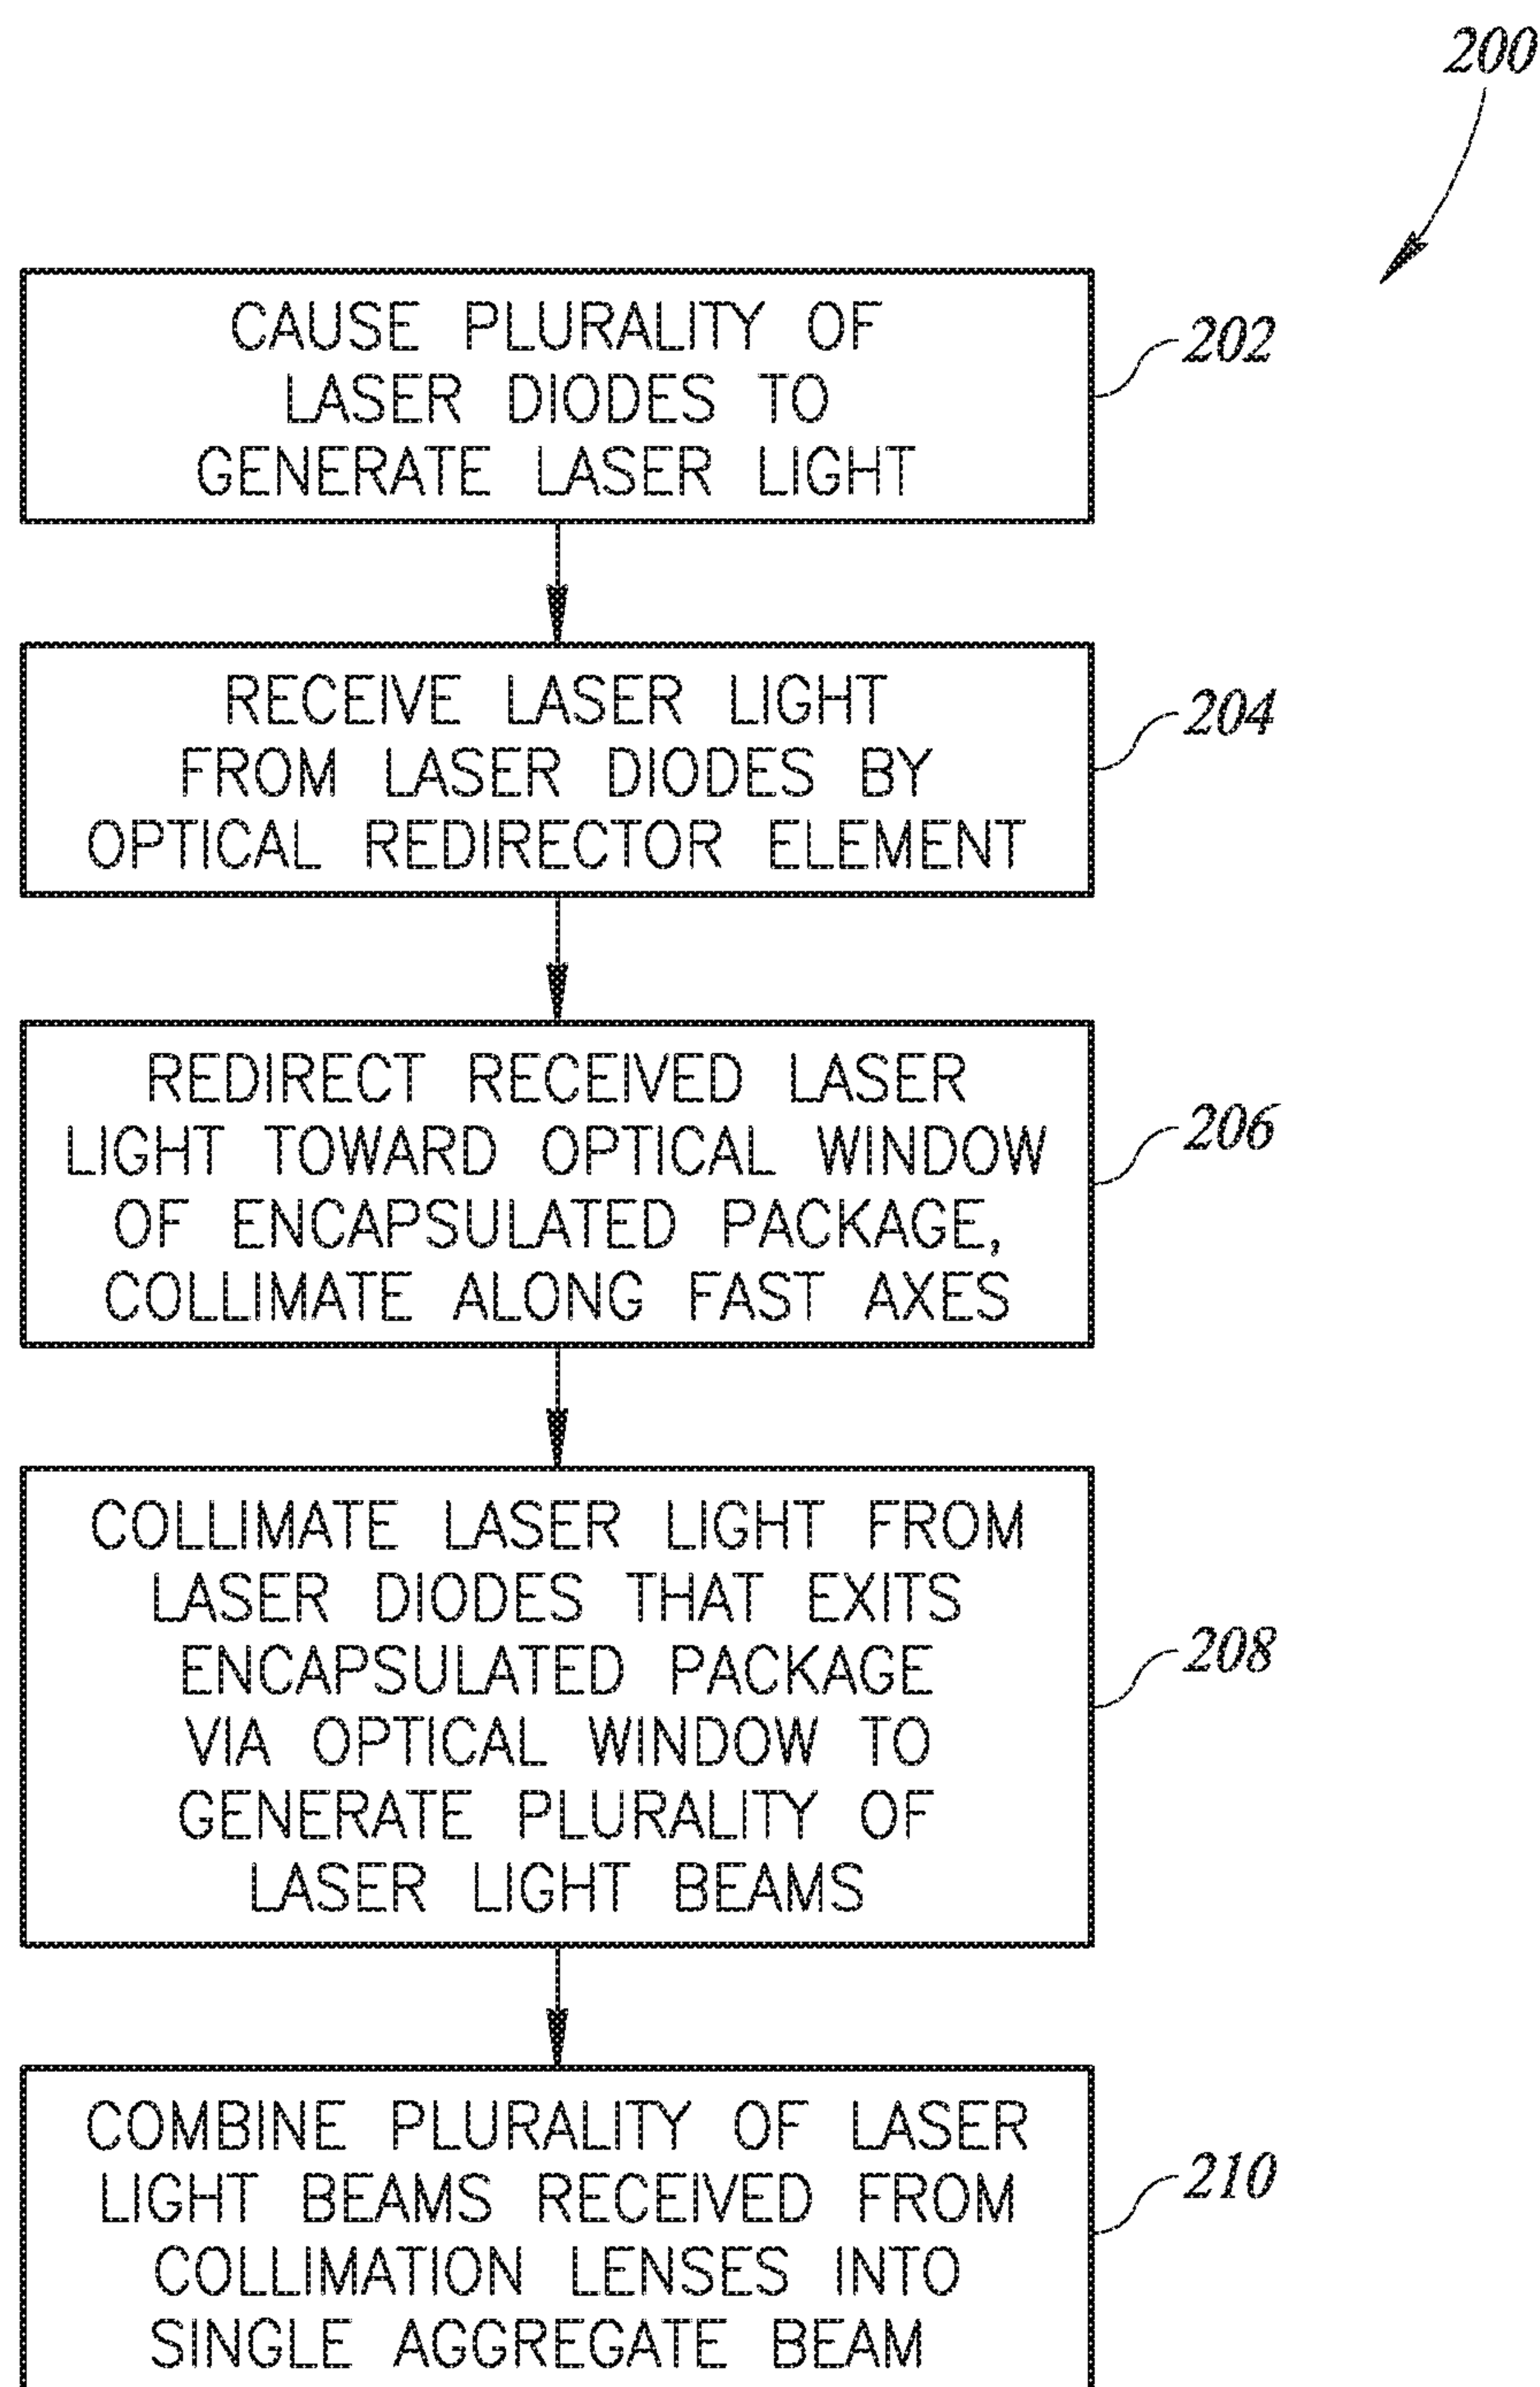 200
CAUSE PLURALITY OF
LASER DIODES TO
GENERATE LASER LIGHT
202
RECEIVE LASER LIGHT
FROM LASER DIODES BY
OPTICAL REDIRECTOR ELEMENT
204
REDIRECT RECEIVED LASER
LIGHT TOWARD OPTICAL WINDOW
OF ENCAPSULATED PACKAGE,
COLLIMATE ALONG FAST AXES
206
COLLIMATE LASER LIGHT FROM
LASER DIODES THAT EXITS
ENCAPSULATED PACKAGE
VIA OPTICAL WINDOW TO
GENERATE PLURALITY OF
LASER LIGHT BEAMS
208
COMBINE PLURALITY OF LASER
LIGHT BEAMS RECEIVED FROM
COLLIMATION LENSES INTO
SINGLE AGGREGATE BEAM
210